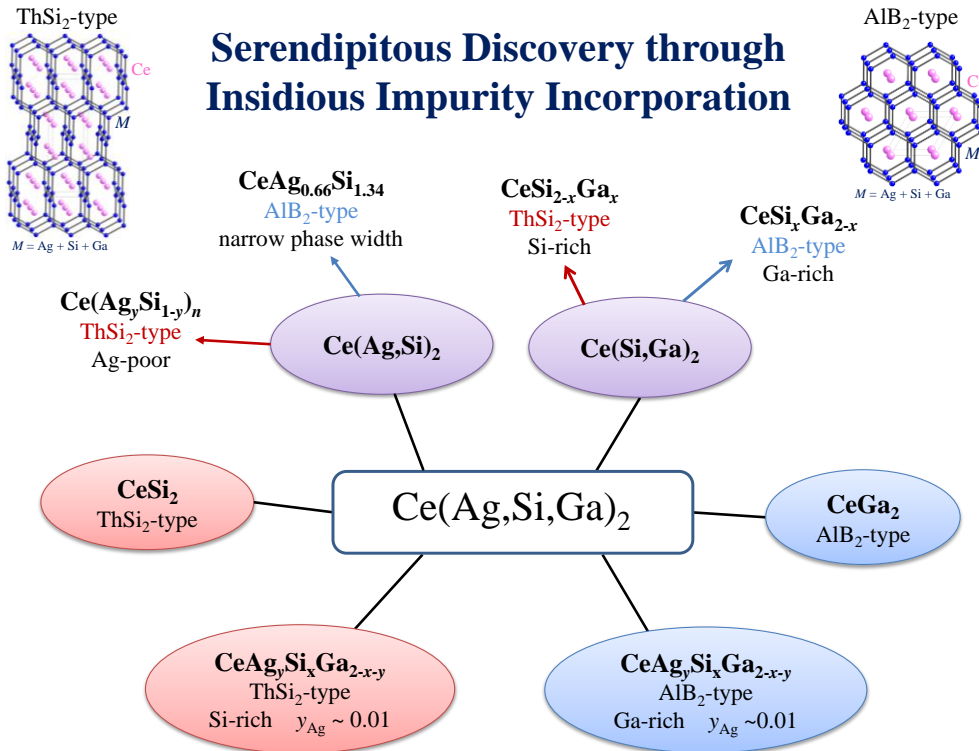 ThSi₂-type
AlB₂-type
Serendipitous Discovery through
Insidious Impurity Incorporation
Ce
M
M = Ag + Si + Ga
C
M
M = Ag + Si + Ga
CeAg₀.₆₆Si₁.₃₄
AlB₂-type
narrow phase width
CeSi₂₋ₓGaₓ
ThSi₂-type
Si-rich
CeSiₓGa₂₋ₓ
AlB₂-type
Ga-rich
Ce(AgySi1-y)n
ThSi₂-type
Ag-poor
Ce(Ag,Si)₂
Ce(Si,Ga)₂
CeSi₂
ThSi₂-type
Ce(Ag,Si,Ga)₂
CeGa₂
AlB₂-type
CeAgySixGa2-x-y
ThSi₂-type
Si-rich yAg ~ 0.01
CeAgySixGa2-x-y
AlB₂-type
Ga-rich yAg ~0.01